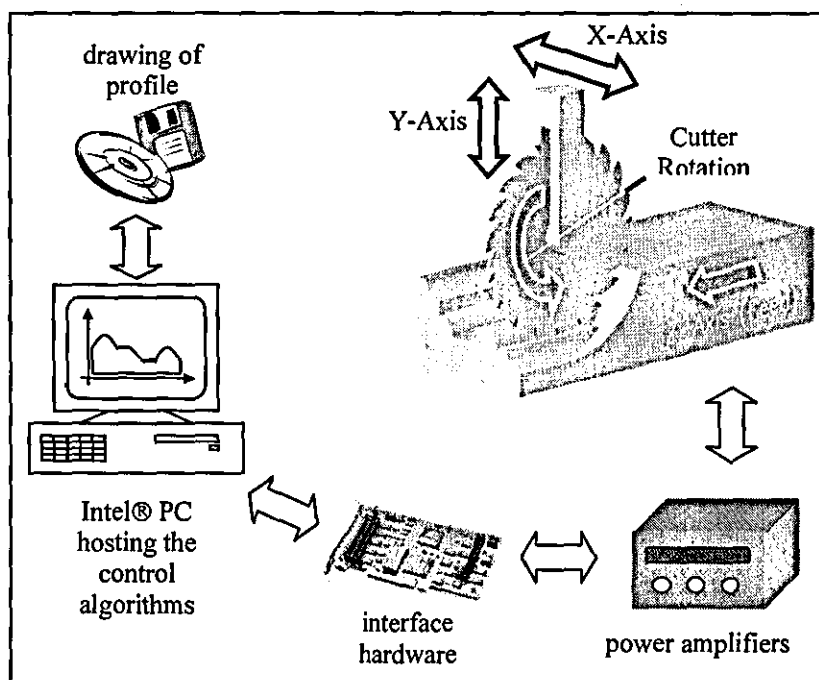 drawing of
profile
X-Axis
Y-Axis
Cutter
Rotation
Intel® PC
hosting the
control
algorithms
interface
hardware
power amplifiers